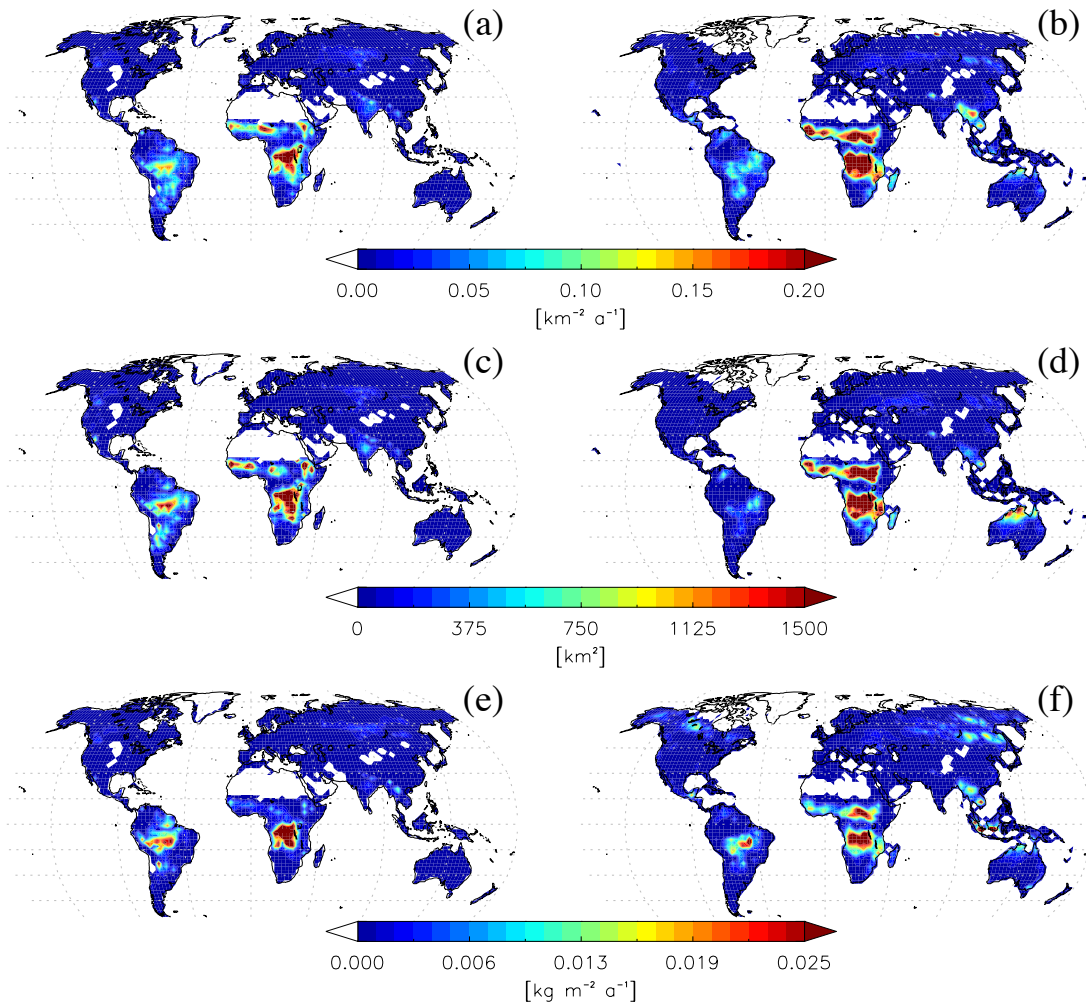 (a) (b)
0.00 0.05 0.10 0.15 0.20
[km⁻² a⁻¹]
(c) (d)
0 375 750 1125 1500
[km²]
(e) (f)
0.000 0.006 0.013 0.019 0.025
[kg m⁻² a⁻¹]